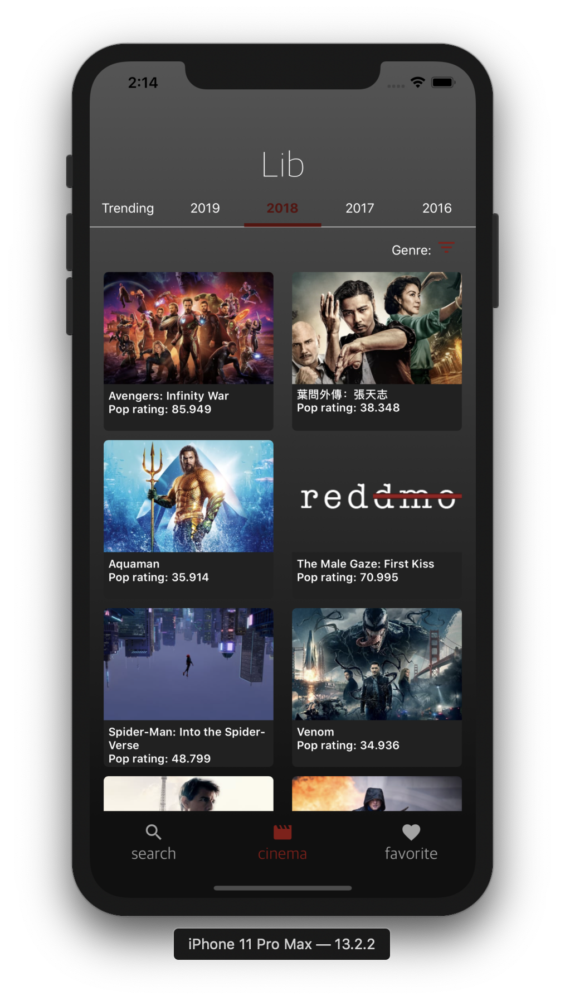 2:14
Lib
Trending 2019 2018 2017 2016
Genre:
Avengers: Infinity War
Pop rating: 85.949
葉問外傳：張天志
Pop rating: 38.348
reddmo
Aquaman
Pop rating: 35.914
The Male Gaze: First Kiss
Pop rating: 70.995
Spider-Man: Into the Spider-
Verse
Pop rating: 48.799
Venom
Pop rating: 34.936
search cinema favorite
iPhone 11 Pro Max — 13.2.2